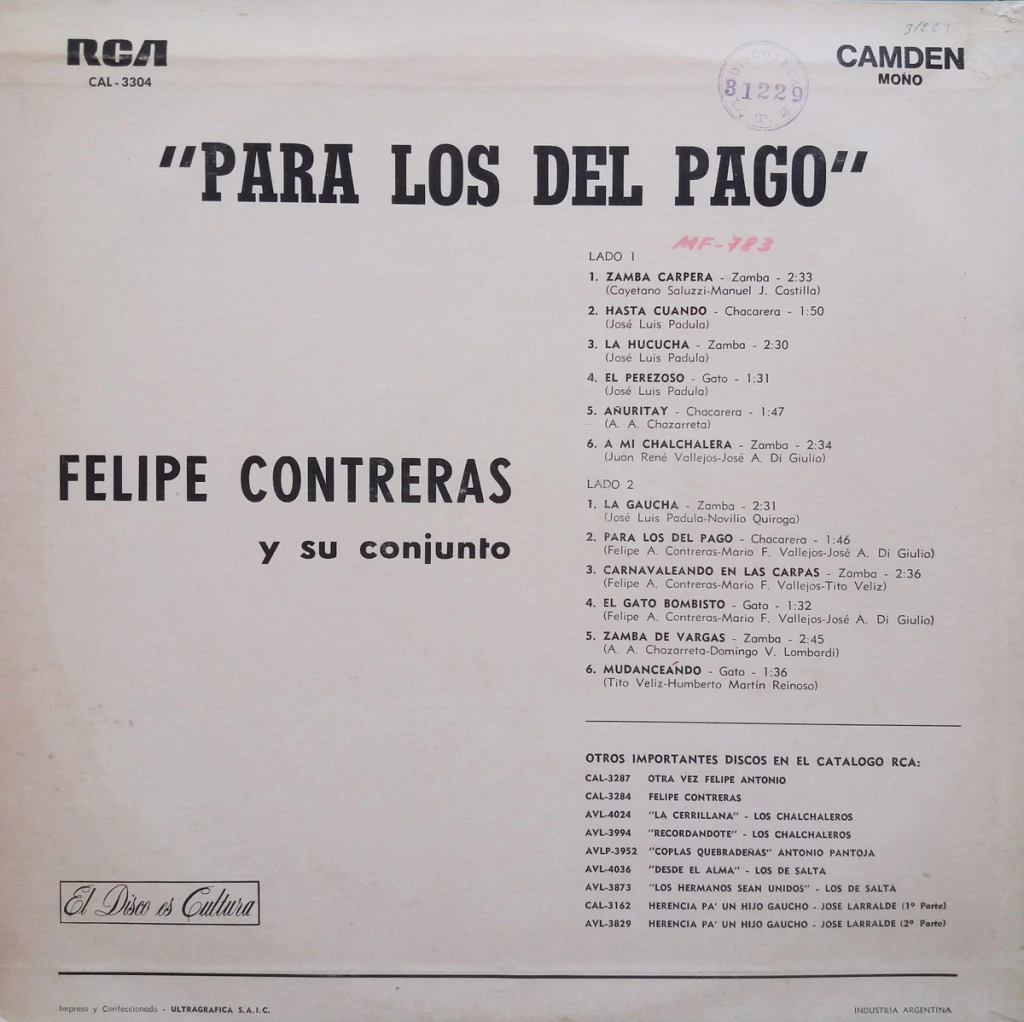 RCA
CAL-3304
31229
CAMDEN
MONO
DISCOTECA
31229
L. T. 2
"PARA LOS DEL PAGO"
MF-783
LADO 1
1. ZAMBA CARPERA - Zamba - 2:33
(Cayetano Saluzzi-Manuel J. Castilla)
2. HASTA CUANDO - Chacarera - 1:50
(José Luis Padula)
3. LA HUCUCHA - Zamba - 2:30
(José Luis Padula)
4. EL PEREZOSO - Gato - 1:31
(José Luis Padula)
5. AÑURITAY - Chacarera - 1:47
(A. A. Chazarreta)
6. A MI CHALCHALERA - Zamba - 2:34
(Juan René Vallejos-José A. Di Giulio)
FELIPE CONTRERAS
y su conjunto
LADO 2
1. LA GAUCHA - Zamba - 2:31
(José Luis Padula-Novilio Quiroga)
2. PARA LOS DEL PAGO - Chacarera - 1:46
(Felipe A. Contreras-Mario F. Vallejos-José A. Di Giulio)
3. CARNAVALEANDO EN LAS CARPAS - Zamba - 2:36
(Felipe A. Contreras-Mario F. Vallejos-Tito Veliz)
4. EL GATO BOMBISTO - Gato - 1:32
(Felipe A. Contreras-Mario F. Vallejos-José A. Di Giulio)
5. ZAMBA DE VARGAS - Zamba - 2:45
(A. A. Chazarreta-Domingo V. Lombardi)
6. MUDANCEANDO - Gato - 1:36
(Tito Veliz-Humberto Martín Reinoso)
OTROS IMPORTANTES DISCOS EN EL CATALOGO RCA:
CAL-3287 OTRA VEZ FELIPE ANTONIO
CAL-3284 FELIPE CONTRERAS
AVL-4024 "LA CERRILLANA" - LOS CHALCHALEROS
AVL-3994 "RECORDANDOTE" - LOS CHALCHALEROS
AVLP-3952 "COPLAS QUEBRADEÑAS" ANTONIO PANTOJA
AVL-4036 "DESDE EL ALMA" - LOS DE SALTA
AVL-3873 "LOS HERMANOS SEAN UNIDOS" - LOS DE SALTA
CAL-3162 HERENCIA PA' UN HIJO GAUCHO - JOSE LARRALDE (1ª Parte)
AVL-3829 HERENCIA PA' UN HIJO GAUCHO - JOSE LARRALDE (2ª Parte)
El Disco es Cultura
Impreso y Confeccionado - ULTRAGRAFICA S.A.I.C.
INDUSTRIA ARGENTINA